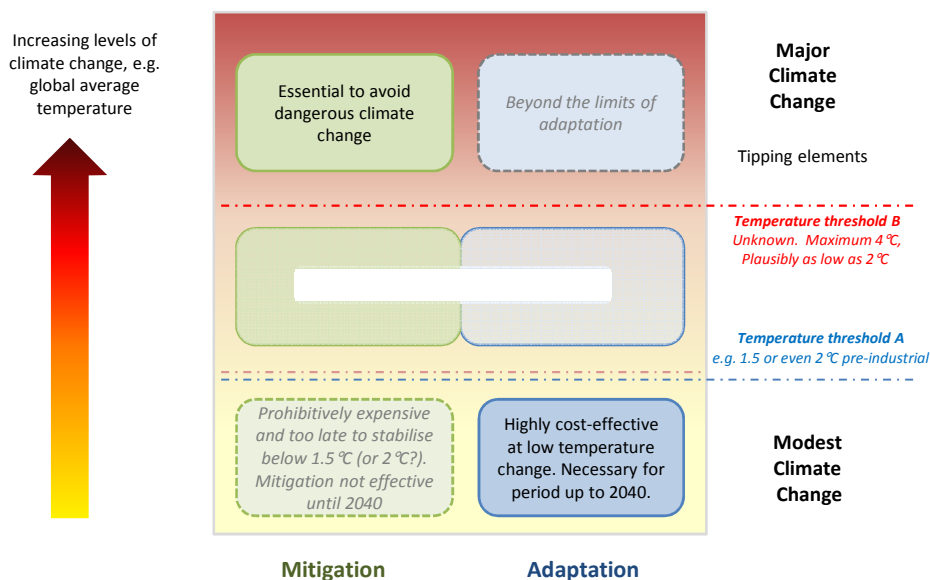 Increasing levels of
climate change, e.g.
global average
temperature
Essential to avoid
dangerous climate
change
Beyond the limits of
adaptation
Major
Climate
Change
Tipping elements
Temperature threshold B
Unknown. Maximum 4°C,
Plausibly as low as 2°C
Temperature threshold A
e.g. 1.5 or even 2°C pre-industrial
Prohibitively expensive
and too late to stabilise
below 1.5°C (or 2°C?).
Mitigation not effective
until 2040
Highly cost-effective
at low temperature
change. Necessary for
period up to 2040.
Modest
Climate
Change
Mitigation
Adaptation